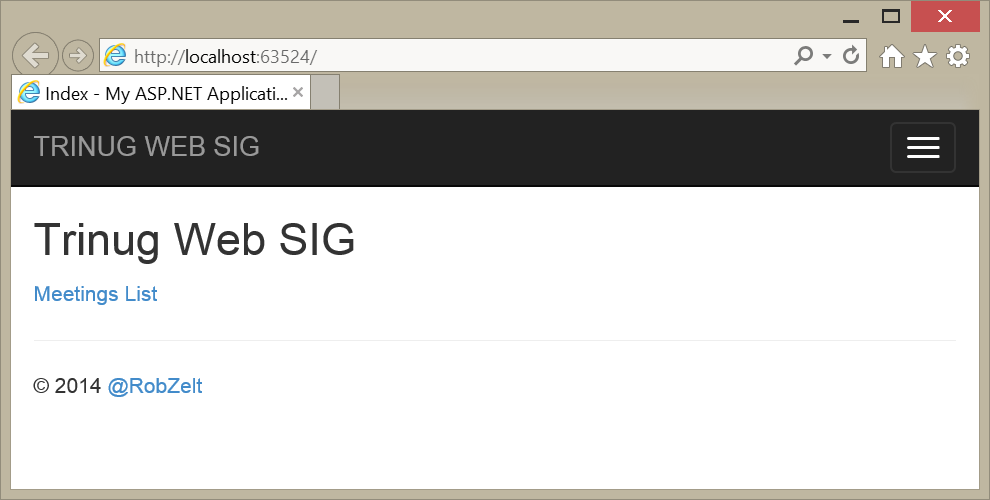 http://localhost:63524/
Index - My ASP.NET Applicati...
TRINUG WEB SIG
Trinug Web SIG
Meetings List
© 2014 @RobZelt